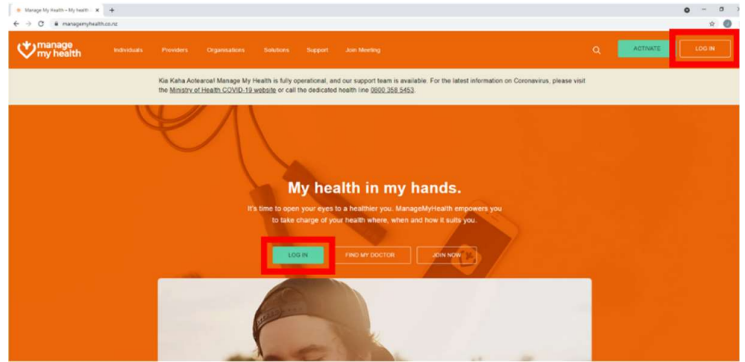 Manage My Health - My health
managemyhealth.co.nz
manage
my health
Individuals Providers Organisations Solutions Support Join Meeting
ACTIVATE LOG IN
Kia Kaha Aotearoa! Manage My Health is fully operational, and our support team is available. For the latest information on Coronavirus, please visit
the Ministry of Health COVID-19 website or call the dedicated health line 0800 358 5453.
My health in my hands.
It's time to open your eyes to a healthier you. ManageMyHealth empowers you
to take charge of your health where, when and how it suits you.
LOG IN FIND MY DOCTOR JOIN NOW